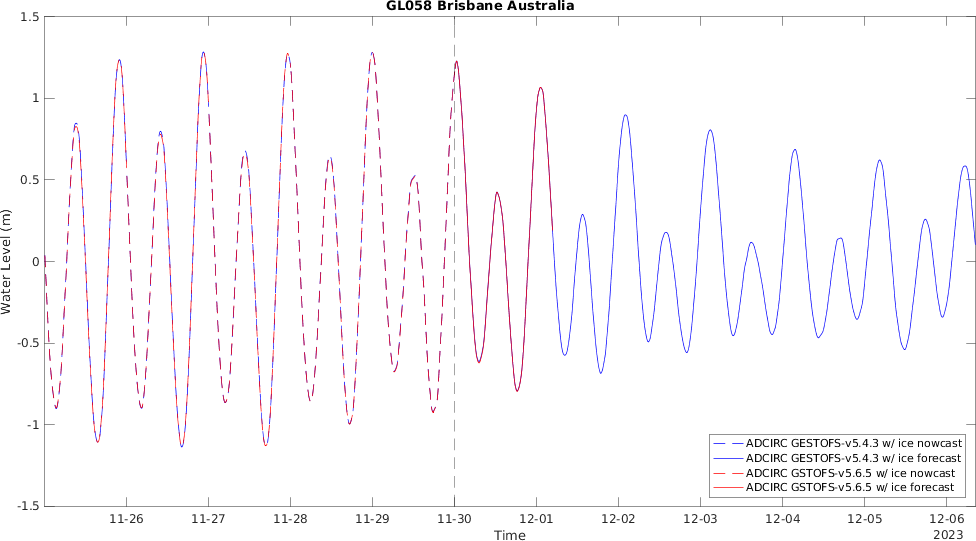 GL058 Brisbane Australia
1.5
1
0.5
0
-0.5
-1
-1.5
Water Level (m)
ADCIRC GESTOFS-v5.4.3 w/ ice nowcast
ADCIRC GESTOFS-v5.4.3 w/ ice forecast
ADCIRC GSTOFS-v5.6.5 w/ ice nowcast
ADCIRC GSTOFS-v5.6.5 w/ ice forecast
11-26 11-27 11-28 11-29 11-30 12-01 12-02 12-03 12-04 12-05 12-06
Time 2023